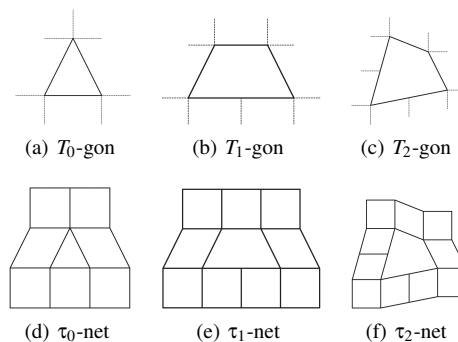 (a) T₀-gon
(b) T₁-gon
(c) T₂-gon
(d) τ₀-net
(e) τ₁-net
(f) τ₂-net